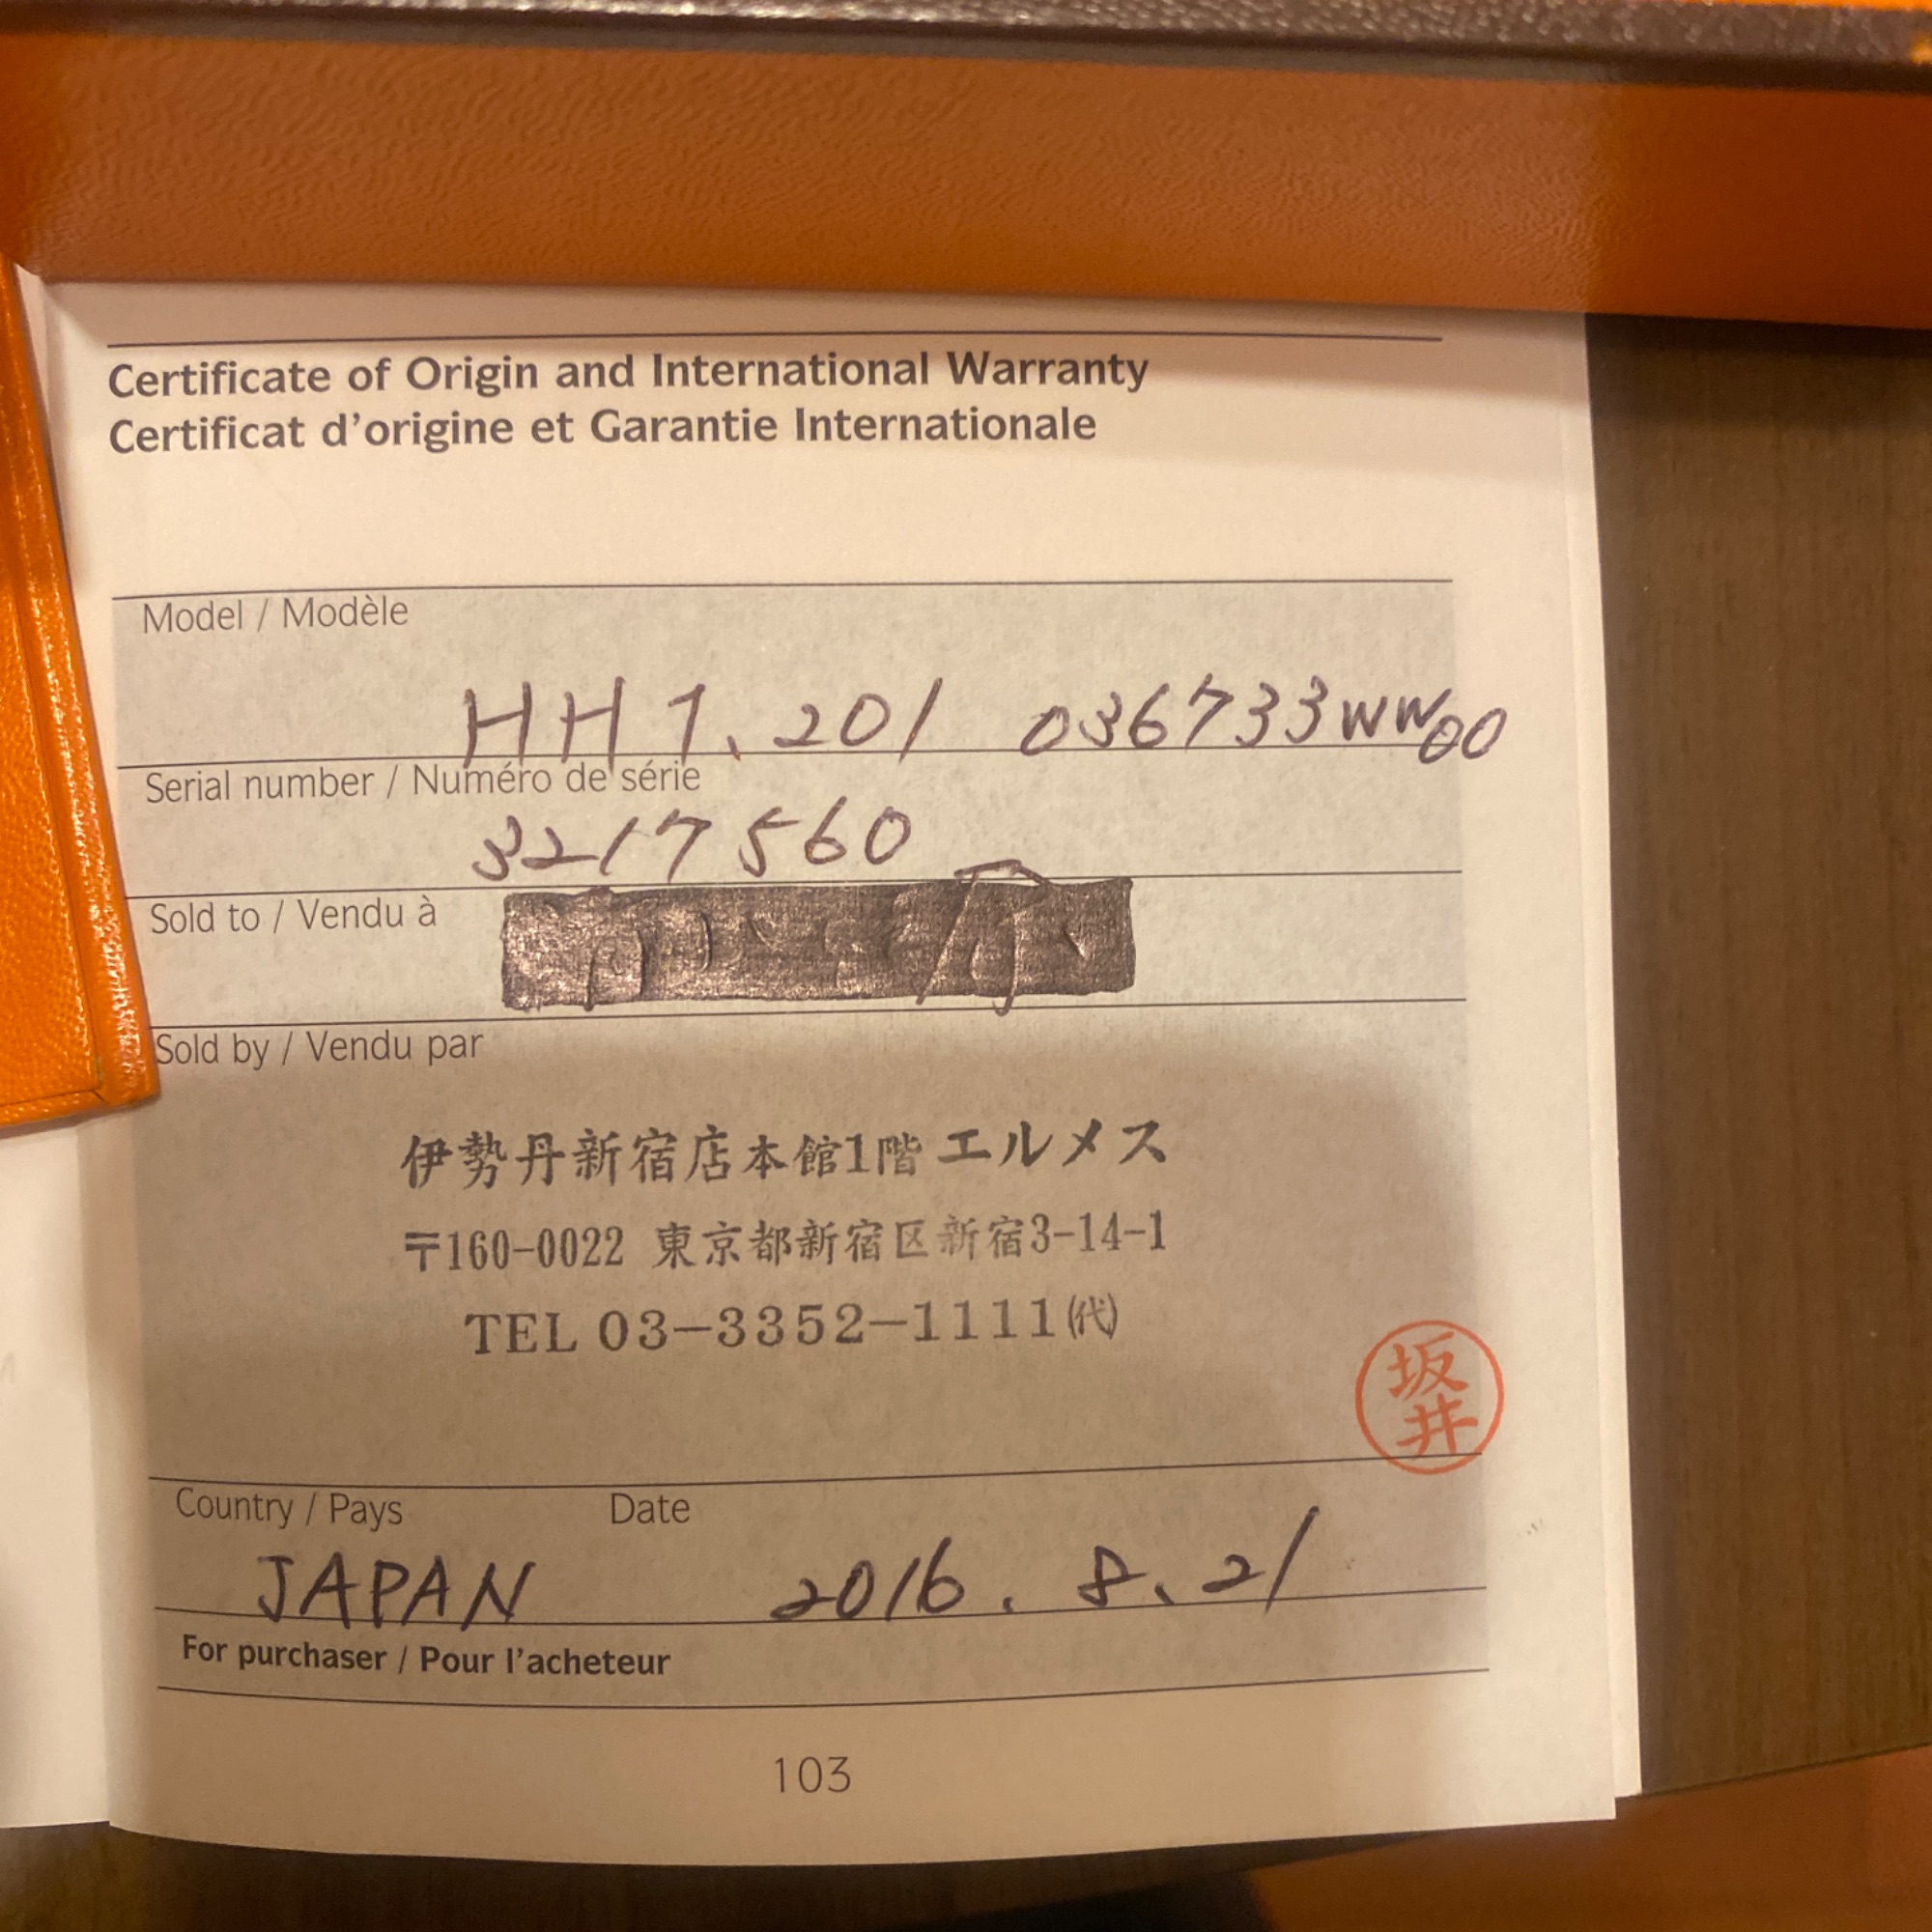 Certificate of Origin and International Warranty
Certificat d'origine et Garantie Internationale
Model / Modèle
HH1.201 036733WW00
Serial number / Numéro de série
3217560
Sold to / Vendu à
Sold by / Vendu par
伊勢丹新宿店本館1階 エルメス
〒160-0022 東京都新宿区新宿3-14-1
TEL 03-3352-1111㈹
坂井
Country / Pays Date
JAPAN 2016.8.21
For purchaser / Pour l'acheteur
103